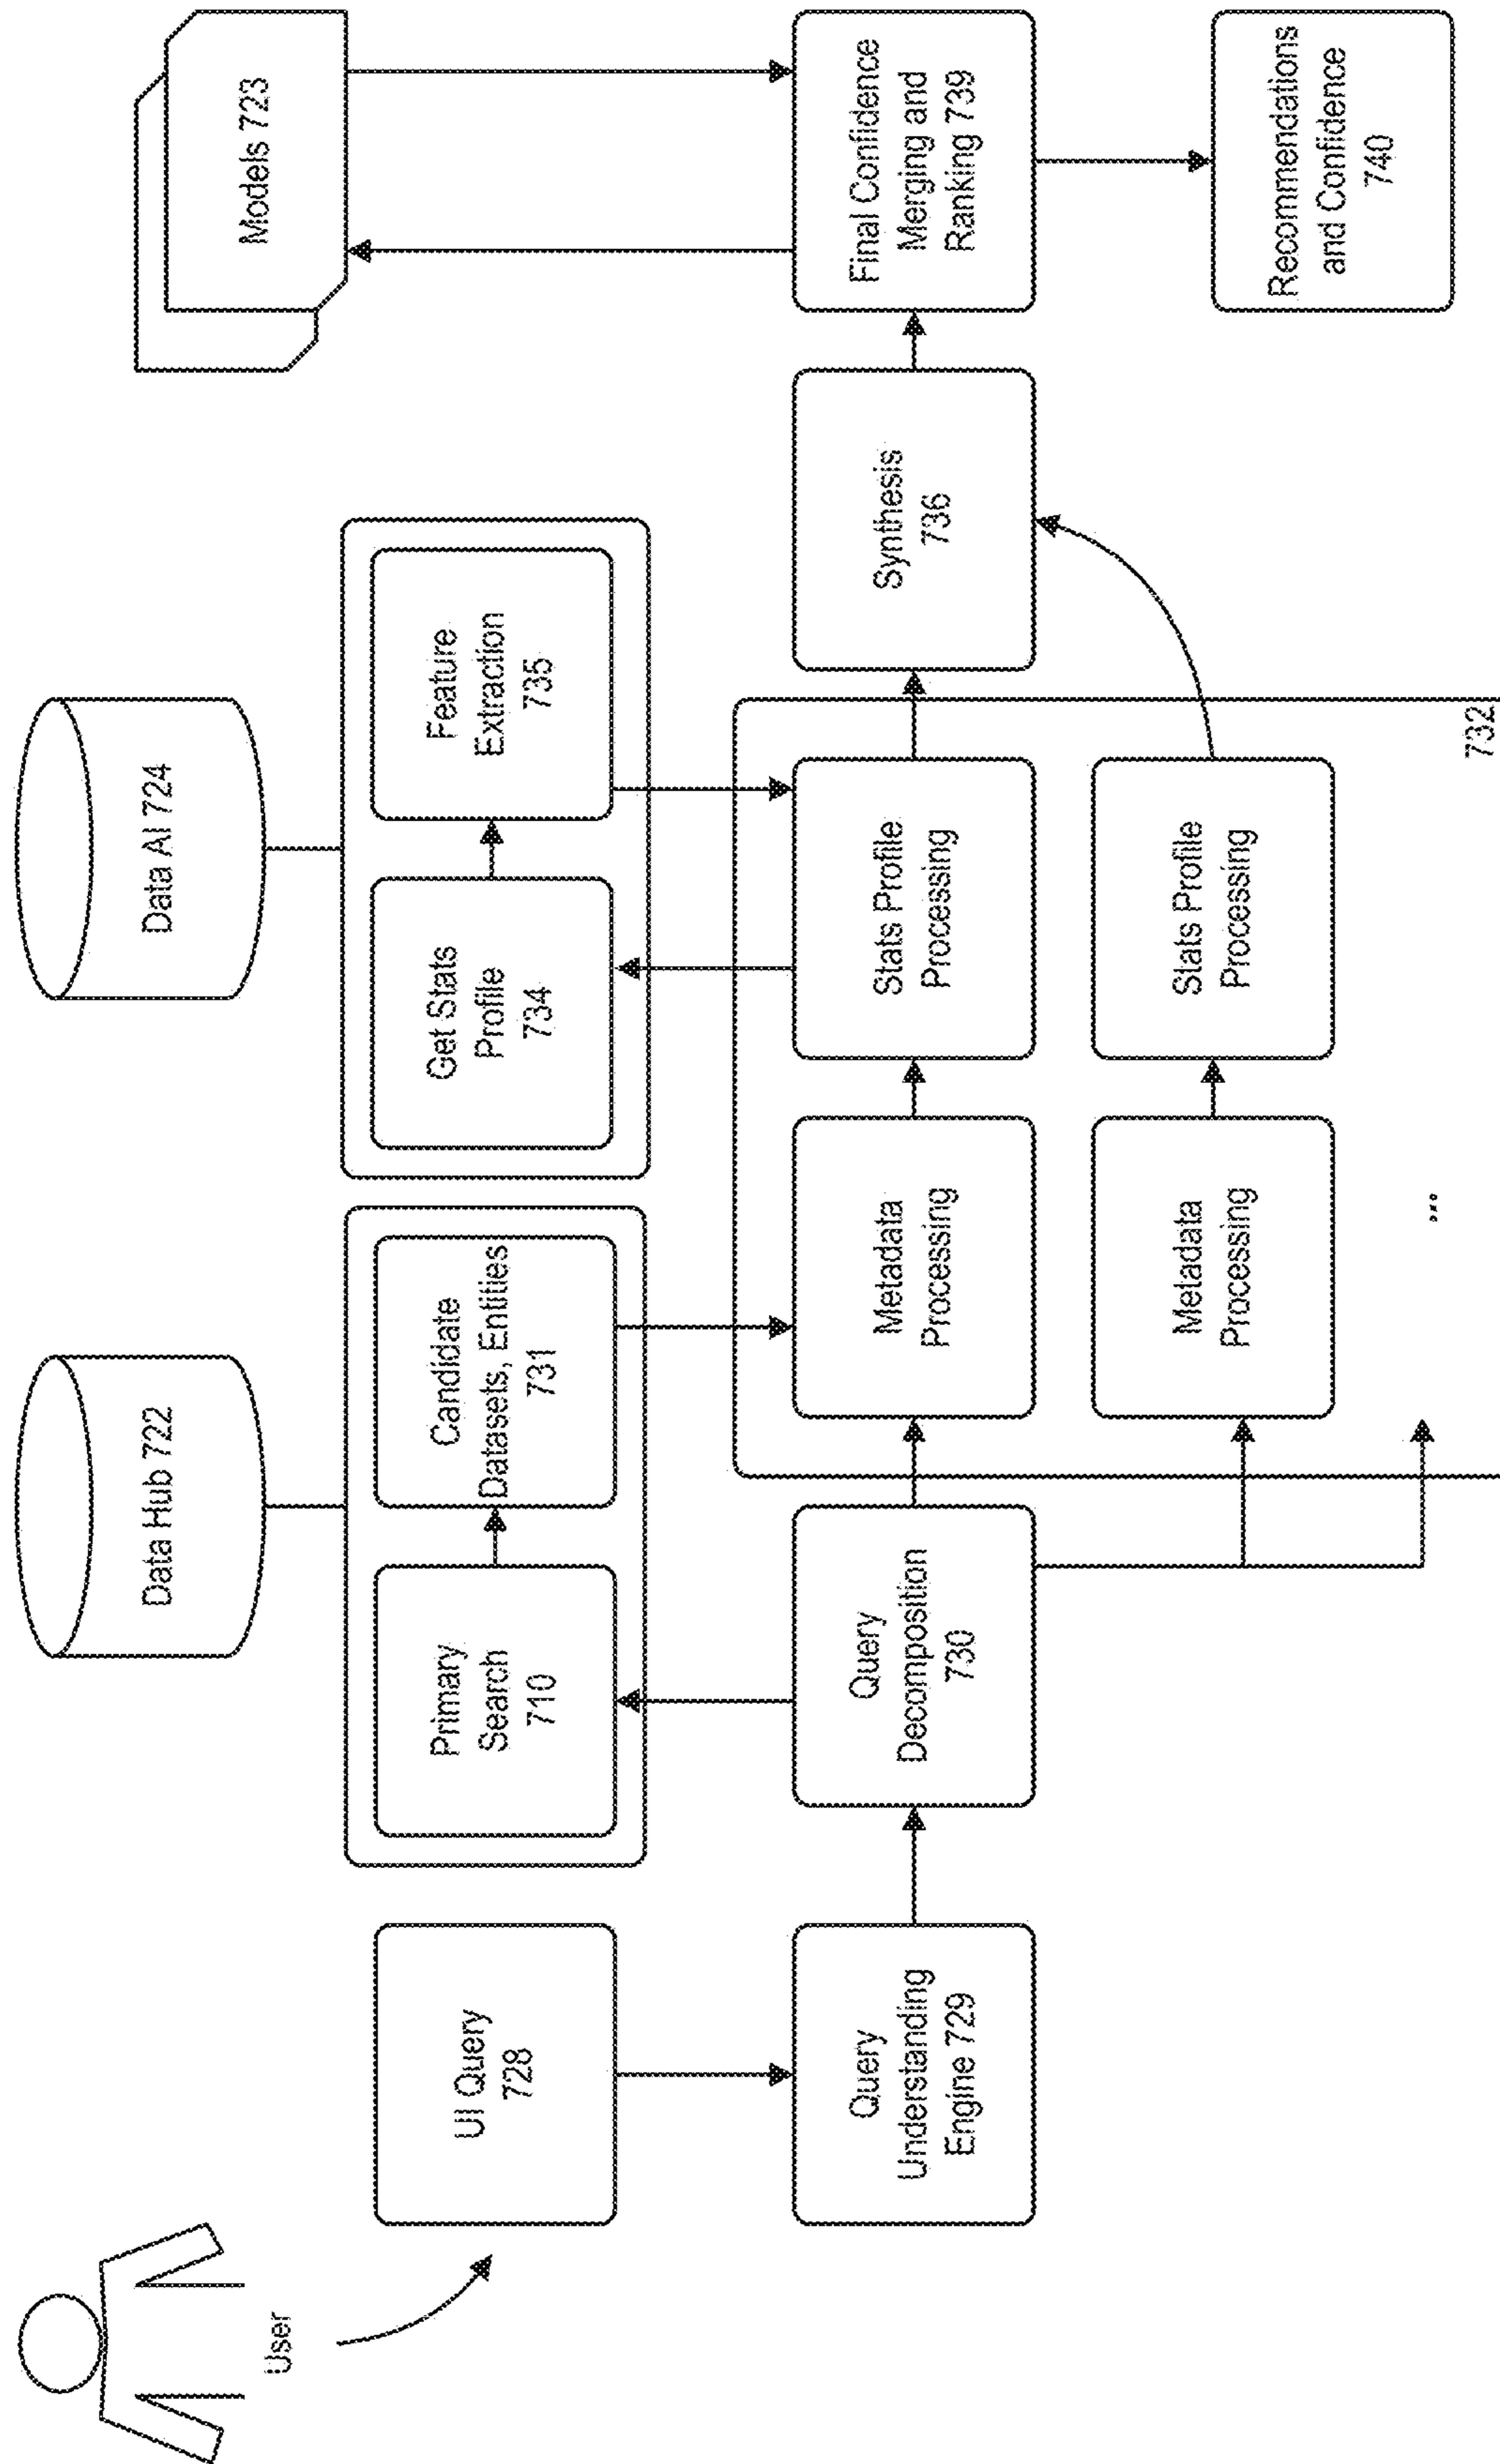 User
Data Hub 722
Data AI 724
Models 723
UI Query
728
Primary
Search
710
Candidate
Datasets, Entities
731
Get Stats
Profile
734
Feature
Extraction
735
Query
Understanding
Engine 729
Query
Decomposition
730
Metadata
Processing
Stats Profile
Processing
Synthesis
736
Final Confidence
Merging and
Ranking 739
Metadata
Processing
Stats Profile
Processing
Recommendations
and Confidence
740
...
732